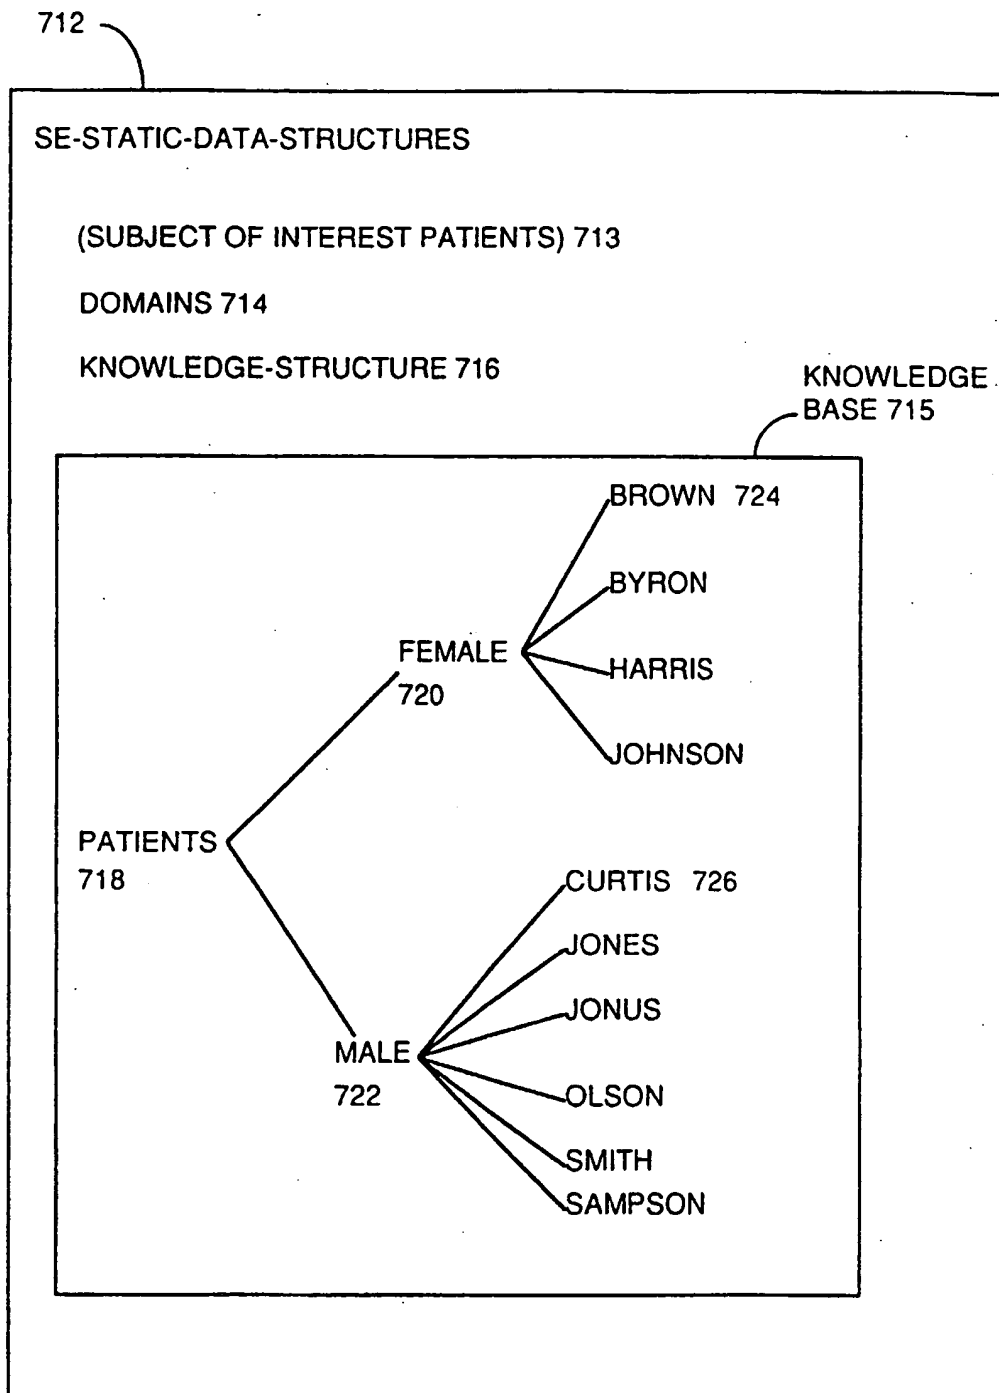 712
SE-STATIC-DATA-STRUCTURES
(SUBJECT OF INTEREST PATIENTS) 713
DOMAINS 714
KNOWLEDGE-STRUCTURE 716
KNOWLEDGE
BASE 715
BROWN 724
BYRON
FEMALE
720
HARRIS
JOHNSON
PATIENTS
718
CURTIS 726
JONES
JONUS
MALE
722
OLSON
SMITH
SAMPSON